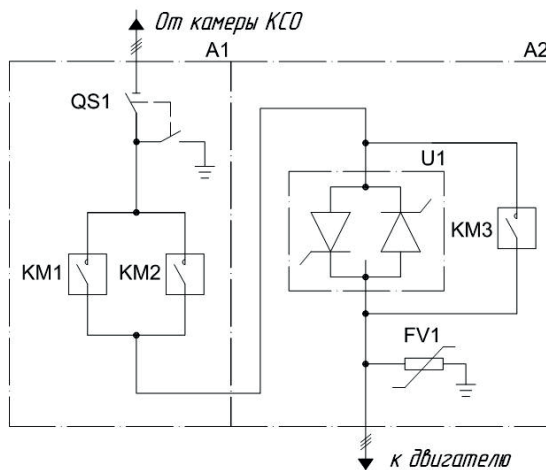 От камеры КСО
A1
A2
QS1
U1
KM1
KM2
KM3
FV1
к двигателю